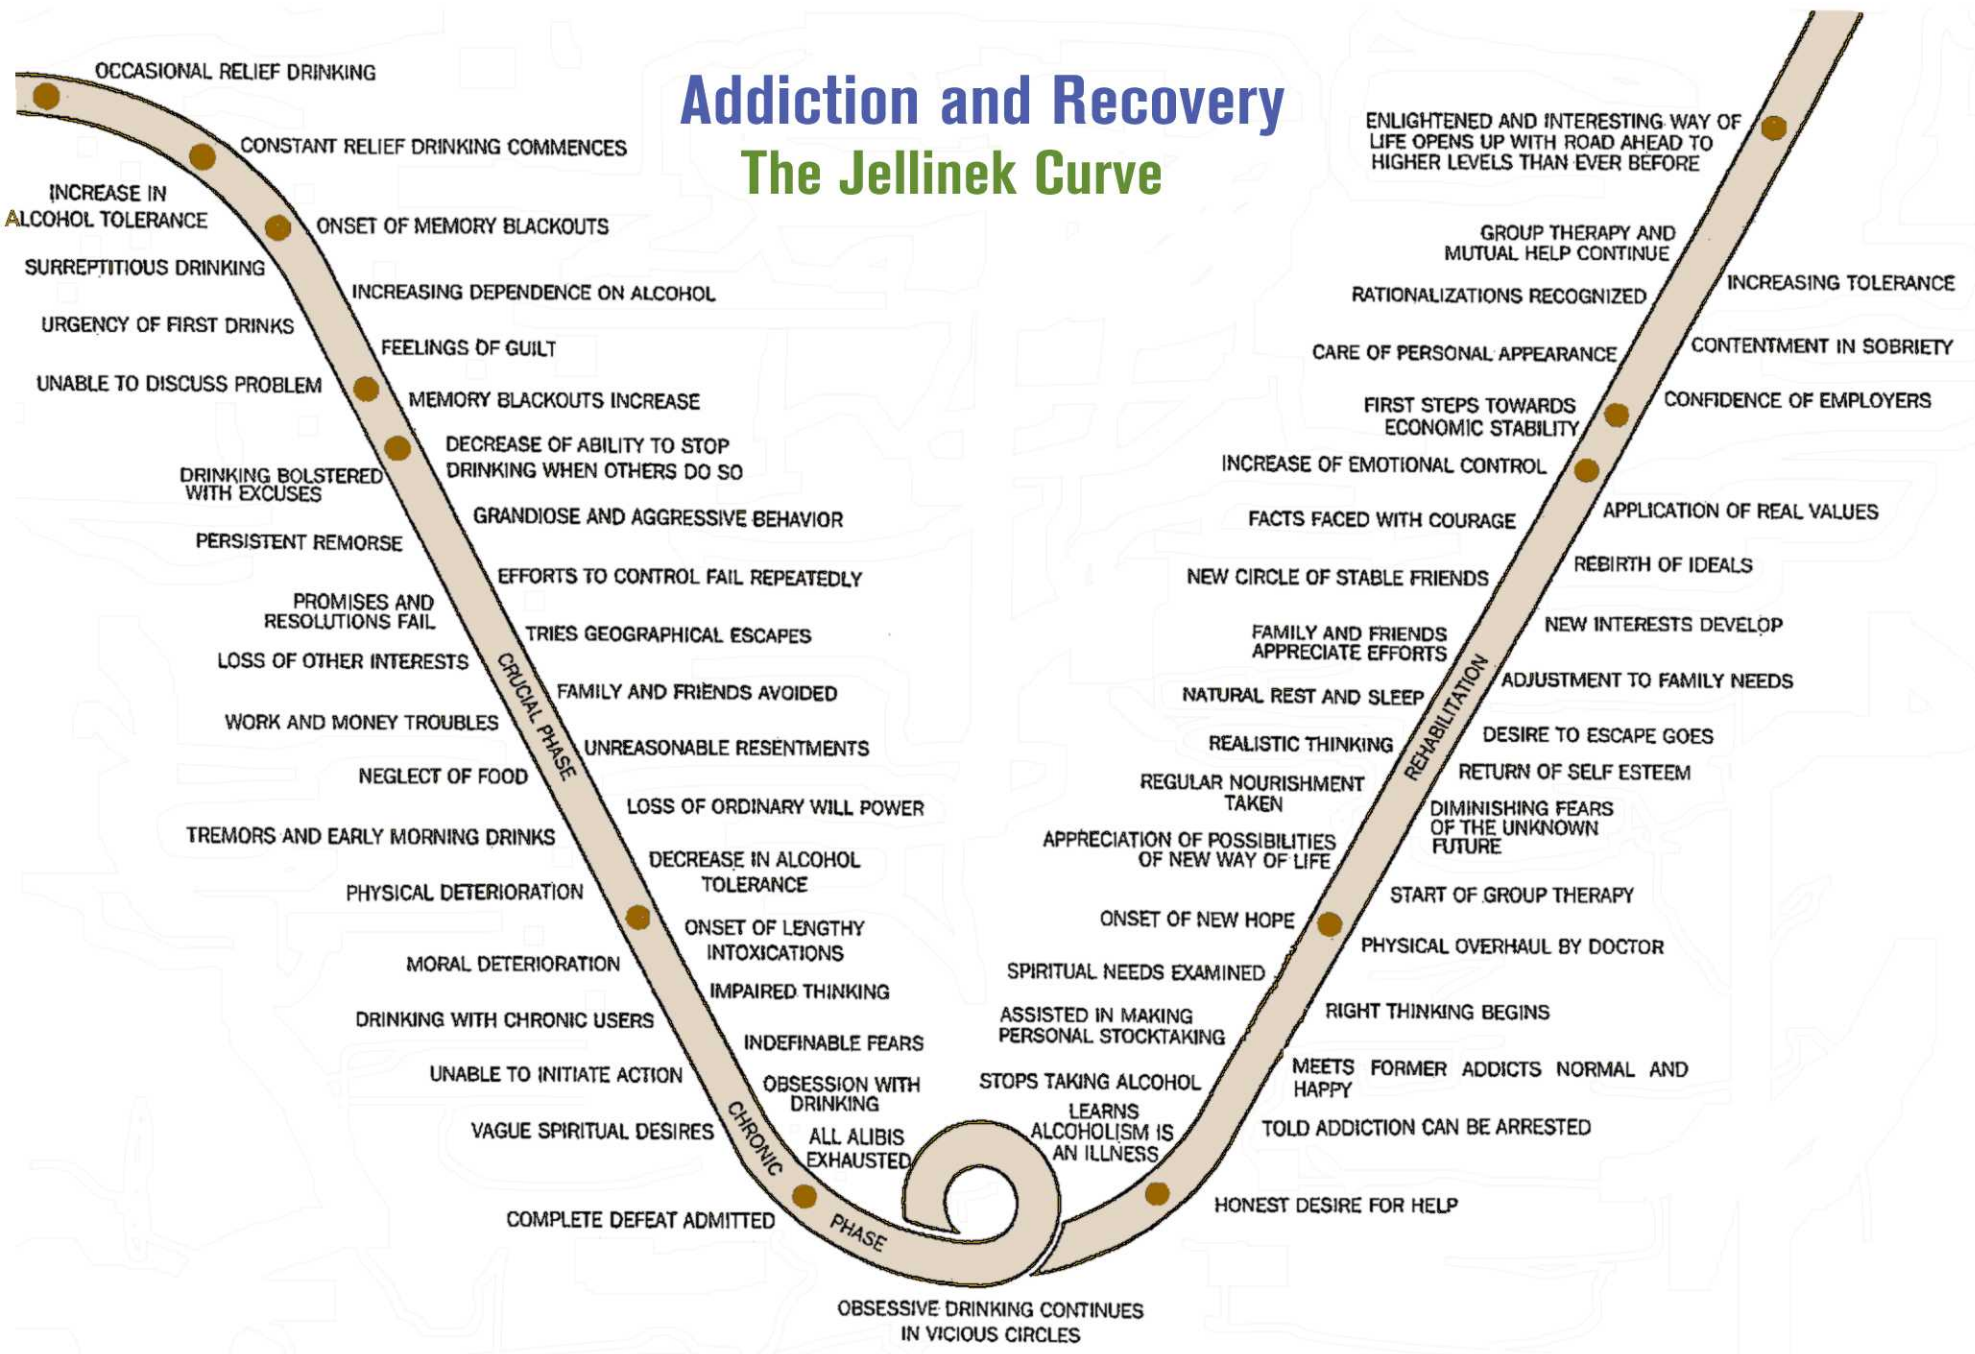 Addiction and Recovery
The Jellinek Curve
OCCASIONAL RELIEF DRINKING
CONSTANT RELIEF DRINKING COMMENCES
INCREASE IN
ALCOHOL TOLERANCE
ONSET OF MEMORY BLACKOUTS
SURREPTITIOUS DRINKING
INCREASING DEPENDENCE ON ALCOHOL
URGENCY OF FIRST DRINKS
FEELINGS OF GUILT
UNABLE TO DISCUSS PROBLEM
MEMORY BLACKOUTS INCREASE
DECREASE OF ABILITY TO STOP
DRINKING WHEN OTHERS DO SO
DRINKING BOLSTERED
WITH EXCUSES
GRANDIOSE AND AGGRESSIVE BEHAVIOR
PERSISTENT REMORSE
EFFORTS TO CONTROL FAIL REPEATEDLY
PROMISES AND
RESOLUTIONS FAIL
TRIES GEOGRAPHICAL ESCAPES
LOSS OF OTHER INTERESTS
CRUCIAL PHASE
FAMILY AND FRIENDS AVOIDED
WORK AND MONEY TROUBLES
UNREASONABLE RESENTMENTS
NEGLECT OF FOOD
LOSS OF ORDINARY WILL POWER
TREMORS AND EARLY MORNING DRINKS
DECREASE IN ALCOHOL
TOLERANCE
PHYSICAL DETERIORATION
ONSET OF LENGTHY
INTOXICATIONS
MORAL DETERIORATION
IMPAIRED THINKING
DRINKING WITH CHRONIC USERS
INDEFINABLE FEARS
UNABLE TO INITIATE ACTION
OBSESSION WITH
DRINKING
VAGUE SPIRITUAL DESIRES
CHRONIC
ALL ALIBIS
EXHAUSTED
COMPLETE DEFEAT ADMITTED
PHASE
OBSESSIVE DRINKING CONTINUES
IN VICIOUS CIRCLES
ENLIGHTENED AND INTERESTING WAY OF
LIFE OPENS UP WITH ROAD AHEAD TO
HIGHER LEVELS THAN EVER BEFORE
GROUP THERAPY AND
MUTUAL HELP CONTINUE
INCREASING TOLERANCE
RATIONALIZATIONS RECOGNIZED
CONTENTMENT IN SOBRIETY
CARE OF PERSONAL APPEARANCE
CONFIDENCE OF EMPLOYERS
FIRST STEPS TOWARDS
ECONOMIC STABILITY
INCREASE OF EMOTIONAL CONTROL
APPLICATION OF REAL VALUES
FACTS FACED WITH COURAGE
REBIRTH OF IDEALS
NEW CIRCLE OF STABLE FRIENDS
NEW INTERESTS DEVELOP
FAMILY AND FRIENDS
APPRECIATE EFFORTS
ADJUSTMENT TO FAMILY NEEDS
NATURAL REST AND SLEEP
REHABILITATION
DESIRE TO ESCAPE GOES
REALISTIC THINKING
RETURN OF SELF ESTEEM
REGULAR NOURISHMENT
TAKEN
DIMINISHING FEARS
OF THE UNKNOWN
FUTURE
APPRECIATION OF POSSIBILITIES
OF NEW WAY OF LIFE
START OF GROUP THERAPY
ONSET OF NEW HOPE
PHYSICAL OVERHAUL BY DOCTOR
SPIRITUAL NEEDS EXAMINED
RIGHT THINKING BEGINS
ASSISTED IN MAKING
PERSONAL STOCKTAKING
MEETS FORMER ADDICTS NORMAL AND
HAPPY
STOPS TAKING ALCOHOL
TOLD ADDICTION CAN BE ARRESTED
LEARNS
ALCOHOLISM IS
AN ILLNESS
HONEST DESIRE FOR HELP